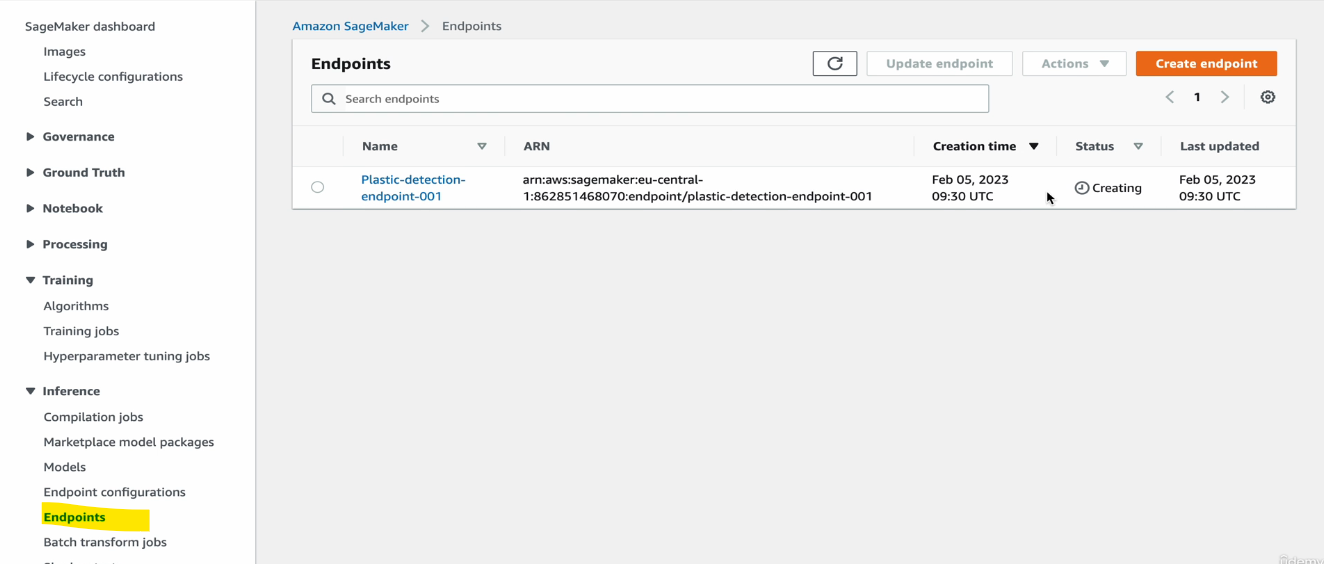 SageMaker dashboard
Images
Lifecycle configurations
Search
Governance
Ground Truth
Notebook
Processing
Training
Algorithms
Training jobs
Hyperparameter tuning jobs
Inference
Compilation jobs
Marketplace model packages
Models
Endpoint configurations
Endpoints
Batch transform jobs
Amazon SageMaker > Endpoints
Endpoints
Update endpoint
Actions
Create endpoint
Search endpoints
1
Name ARN Creation time Status Last updated
Plastic-detection- arn:aws:sagemaker:eu-central- Feb 05, 2023 Creating Feb 05, 2023
endpoint-001 1:862851468070:endpoint/plastic-detection-endpoint-001 09:30 UTC 09:30 UTC